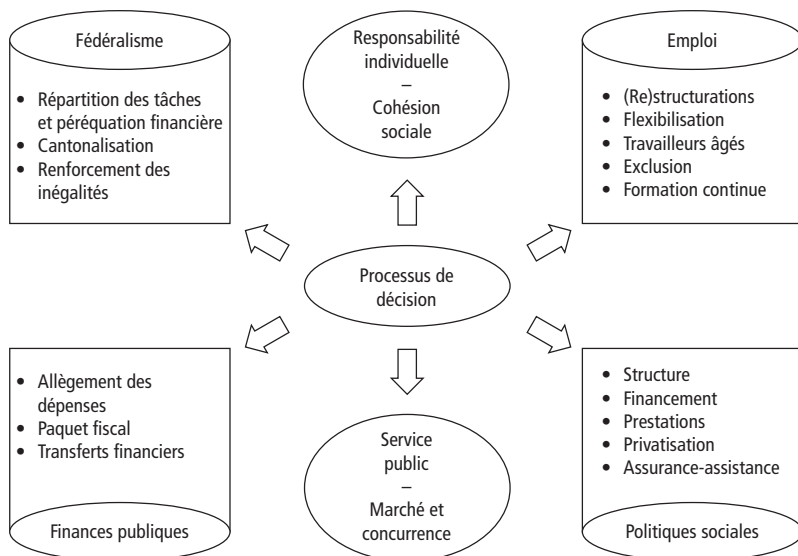 Fédéralisme
• Répartition des tâches
et péréquation financière
• Cantonalisation
• Renforcement des
inégalités
Responsabilité
individuelle
–
Cohésion
sociale
Emploi
• (Re)structurations
• Flexibilisation
• Travailleurs âgés
• Exclusion
• Formation continue
Processus de
décision
• Allègement des
dépenses
• Paquet fiscal
• Transferts financiers
Finances publiques
Service
public
–
Marché et
concurrence
• Structure
• Financement
• Prestations
• Privatisation
• Assurance-assistance
Politiques sociales